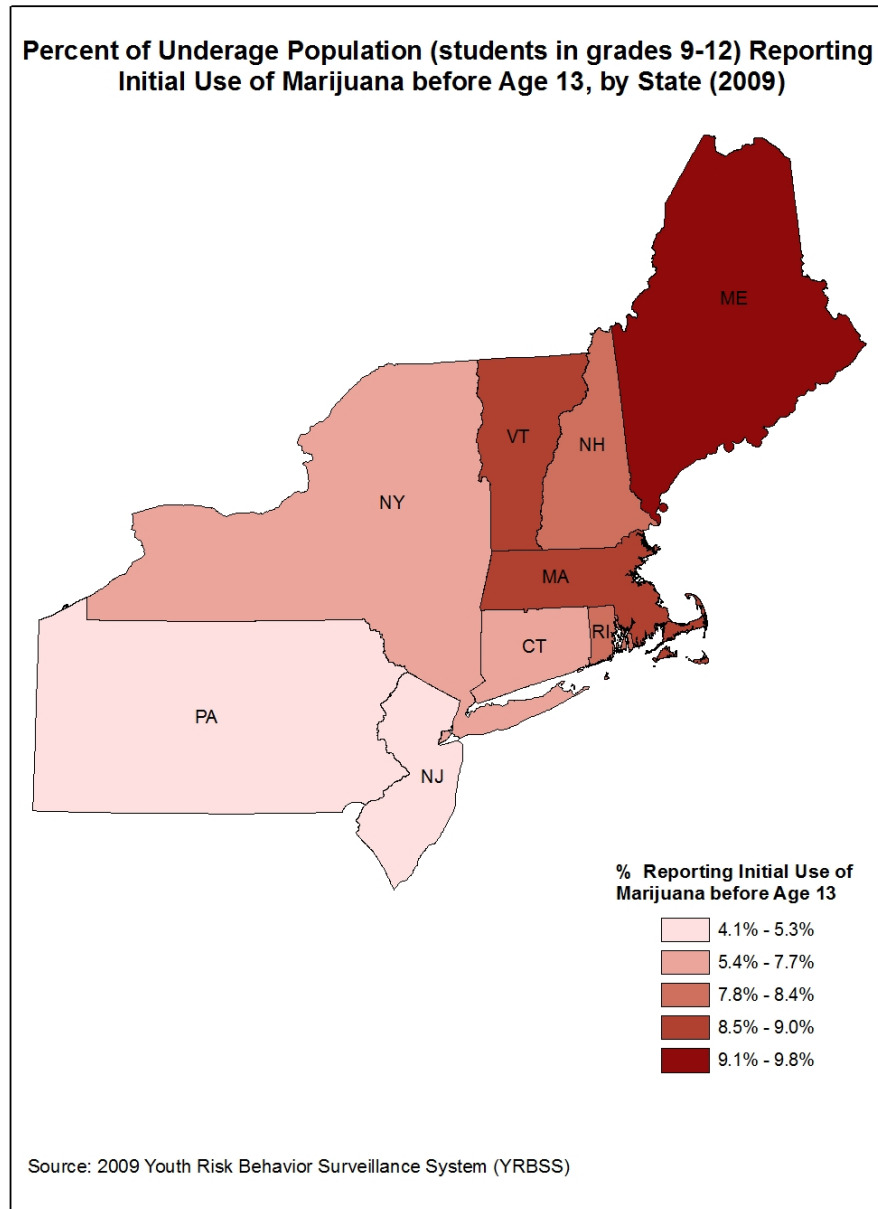 Percent of Underage Population (students in grades 9-12) Reporting
Initial Use of Marijuana before Age 13, by State (2009)
ME
VT
NH
NY
MA
CT
RI
PA
NJ
% Reporting Initial Use of
Marijuana before Age 13
4.1% - 5.3%
5.4% - 7.7%
7.8% - 8.4%
8.5% - 9.0%
9.1% - 9.8%
Source: 2009 Youth Risk Behavior Surveillance System (YRBSS)